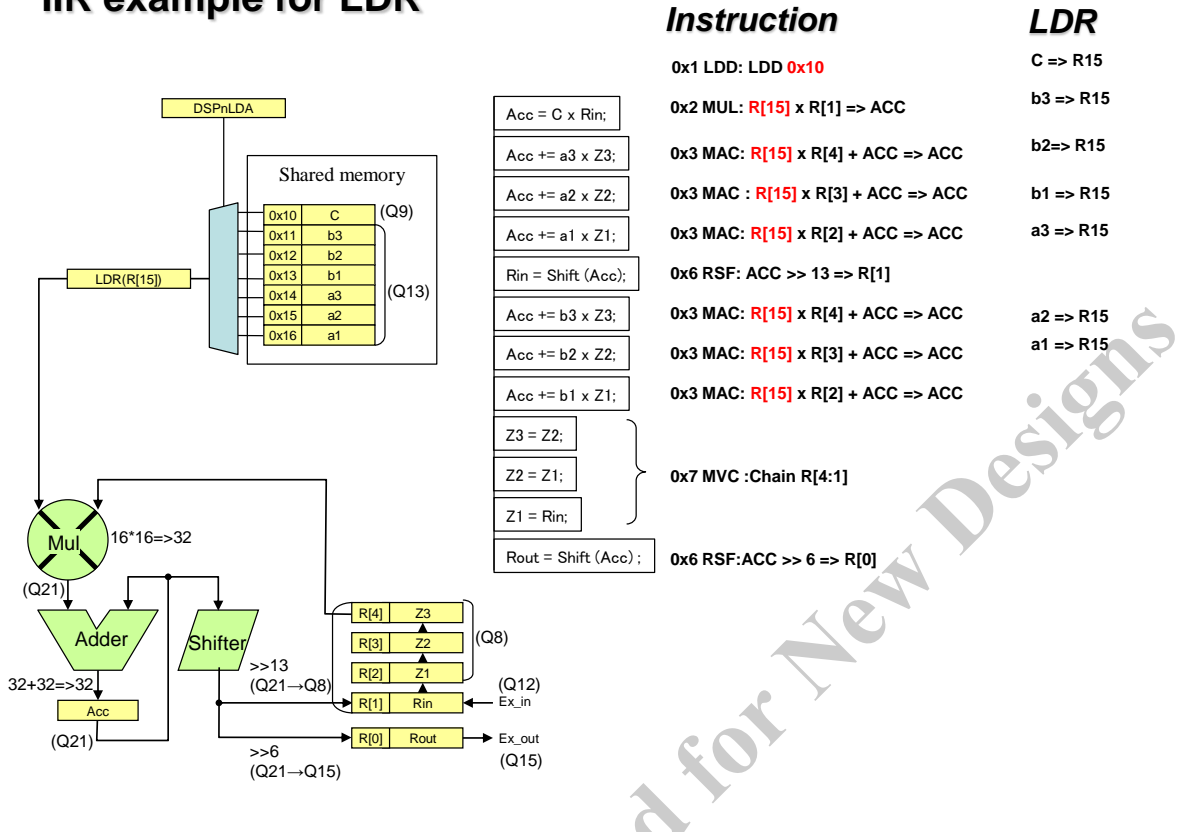 IIR example for LDR
Instruction
LDR
0x1 LDD: LDD 0x10
C => R15
Acc = C x Rin;
0x2 MUL: R[15] x R[1] => ACC
b3 => R15
Acc += a3 x Z3;
0x3 MAC: R[15] x R[4] + ACC => ACC
b2=> R15
Acc += a2 x Z2;
0x3 MAC : R[15] x R[3] + ACC => ACC
b1 => R15
Acc += a1 x Z1;
0x3 MAC: R[15] x R[2] + ACC => ACC
a3 => R15
Rin = Shift (Acc);
0x6 RSF: ACC >> 13 => R[1]
Acc += b3 x Z3;
0x3 MAC: R[15] x R[4] + ACC => ACC
a2 => R15
Acc += b2 x Z2;
0x3 MAC: R[15] x R[3] + ACC => ACC
a1 => R15
Acc += b1 x Z1;
0x3 MAC: R[15] x R[2] + ACC => ACC
Z3 = Z2;
Z2 = Z1;
Z1 = Rin;
0x7 MVC :Chain R[4:1]
Rout = Shift (Acc) ;
0x6 RSF:ACC >> 6 => R[0]
DSPnLDA
Shared memory
0x10 C
(Q9)
0x11 b3
0x12 b2
0x13 b1
0x14 a3
0x15 a2
0x16 a1
(Q13)
LDR(R[15])
Mul
16*16=>32
(Q21)
Adder
Shifter
32+32=>32
Acc
(Q21)
>>13
(Q21→Q8)
>>6
(Q21→Q15)
R[4] Z3
R[3] Z2
R[2] Z1
(Q8)
R[1] Rin
(Q12)
Ex_in
R[0] Rout
Ex_out
(Q15)
d for New Designs